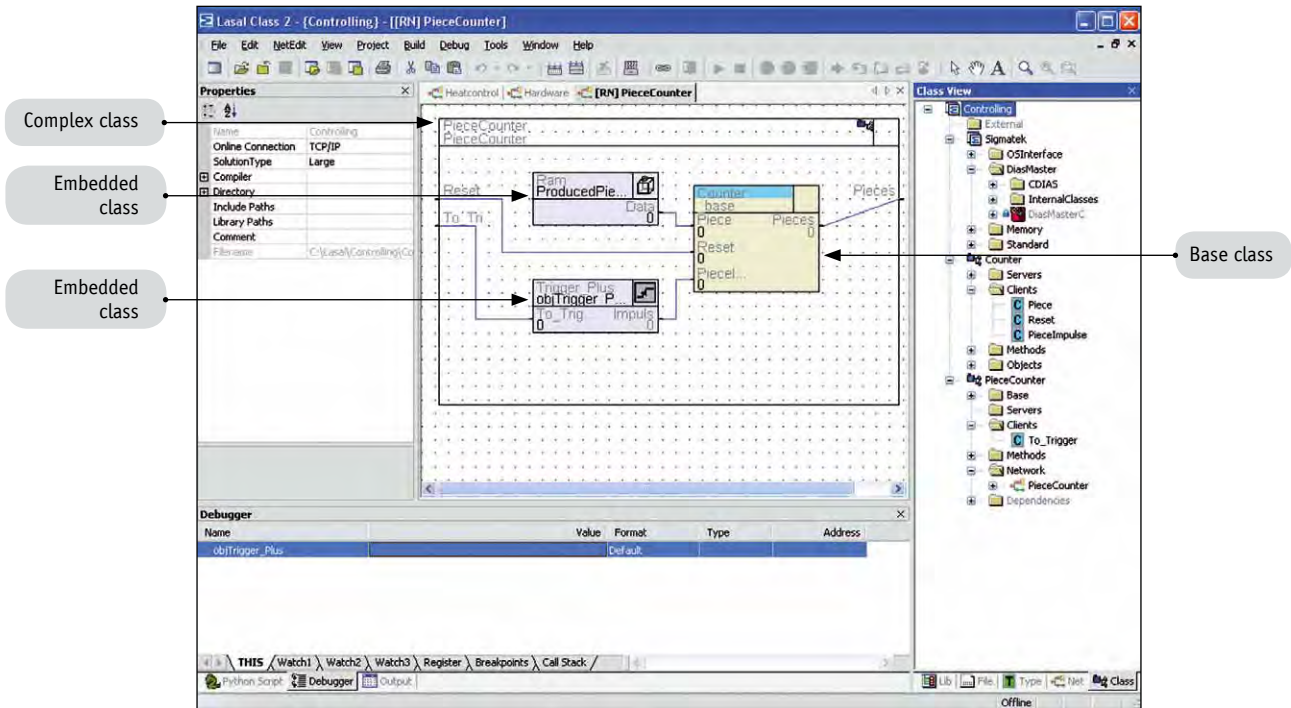 Lasal Class 2 - {Controlling} - [[RN] PieceCounter]
File Edit NetEdit View Project Build Debug Tools Window Help
Properties
Name Controlling
Online Connection TCP/IP
SolutionType Large
Compiler
Directory
Include Paths
Library Paths
Comment
Filename C:\Lasal\Controlling\Co
Heatcontrol Hardware [RN] PieceCounter
PieceCounter
PieceCounter
Reset
To_Tri
Ram
ProducedPie...
Data
0
Trigger_Plus
objTrigger_P...
To_Trig Impuls
0 0
Counter
base
Piece Pieces
0 0
Reset
0
PieceI...
0
Pieces
Class View
Controlling
External
Sigmatek
OSInterface
DiasMaster
CDIAS
InternalClasses
DiasMasterC
Memory
Standard
Counter
Servers
Clients
Piece
Reset
PieceImpulse
Methods
Objects
PieceCounter
Base
Servers
Clients
To_Trigger
Methods
Network
PieceCounter
Dependencies
Complex class
Embedded class
Embedded class
Base class
Debugger
Name Value Format Type Address
objTrigger_Plus Default
THIS Watch1 Watch2 Watch3 Register Breakpoints Call Stack
Python Script Debugger Output
Lib File Type Net Class
Offline